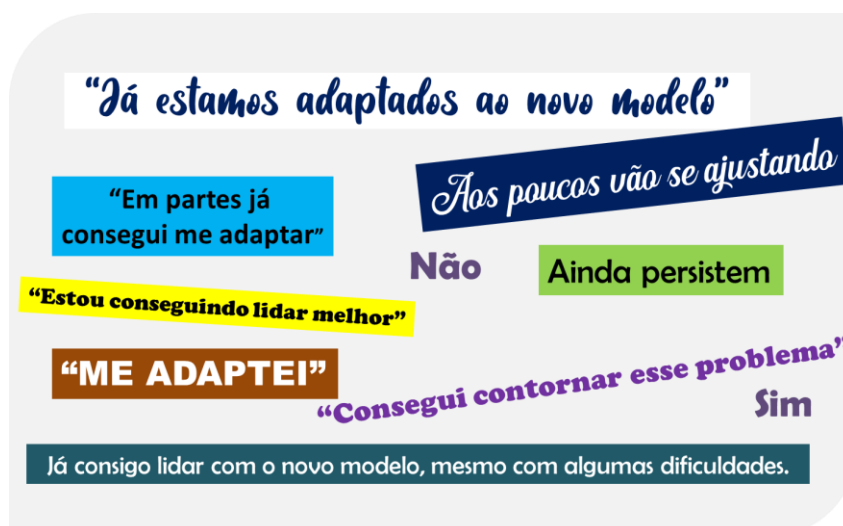 “Já estamos adaptados ao novo modelo”
Aos poucos vão se ajustando
“Em partes já
consegui me adaptar”
Não
Ainda persistem
“Estou conseguindo lidar melhor”
“ME ADAPTEI”
“Consegui contornar esse problema”
Sim
Já consigo lidar com o novo modelo, mesmo com algumas dificuldades.